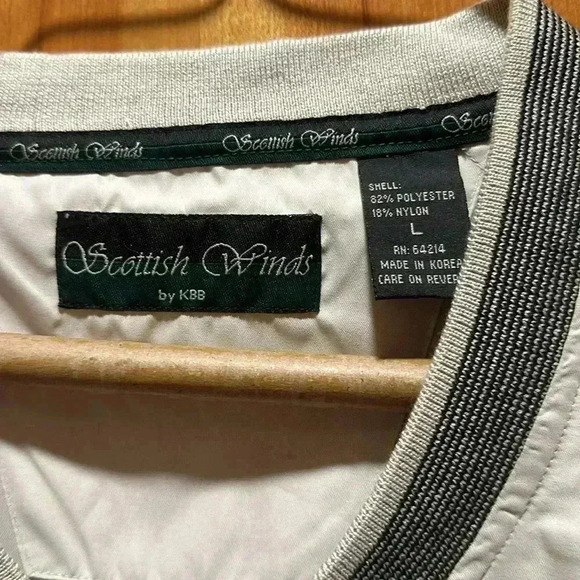 Scottish Winds
Scottish Winds
Sco
SHELL:
82% POLYESTER
18% NYLON
L
RN: 64214
MADE IN KOREA
CARE ON REVER
Scottish Winds
by KBB